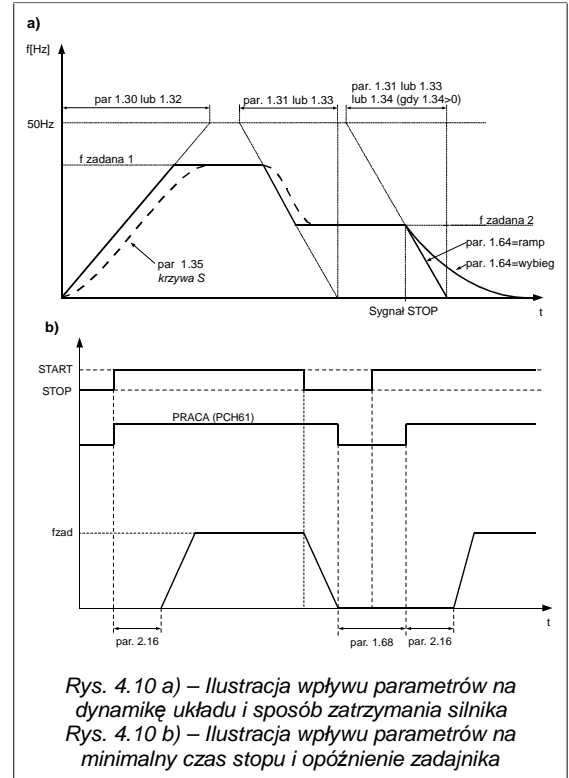 a)
f[Hz]
par 1.30 lub 1.32
par. 1.31 lub 1.33
par. 1.31 lub 1.33
lub 1.34 (gdy 1.34>0)
50Hz
f zadana 1
f zadana 2
par. 1.64=ramp
par. 1.64=wybieg
par 1.35
krzywa S
Sygnał STOP
t
b)
START
STOP
PRACA (PCH61)
fzad
t
par. 2.16
par. 1.68
par. 2.16
Rys. 4.10 a) – Ilustracja wpływu parametrów na
dynamikę układu i sposób zatrzymania silnika
Rys. 4.10 b) – Ilustracja wpływu parametrów na
minimalny czas stopu i opóźnienie zadajnika